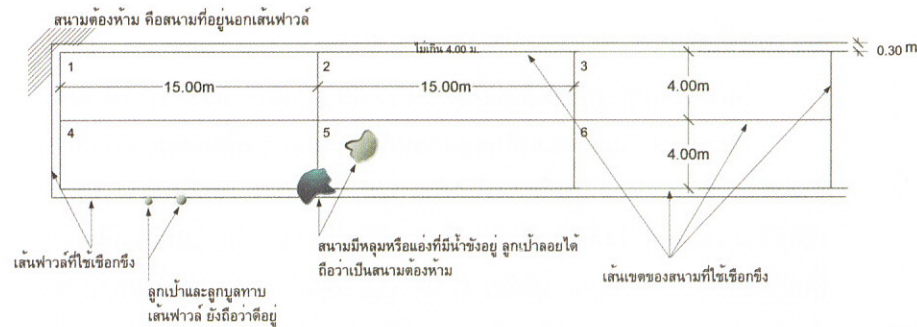 สนามต้องห้าม คือสนามที่อยู่นอกเส้นฟาวล์
ไม่เกิน 4.00 ม.
0.30 m
1
2
3
15.00m
15.00m
4.00m
4
5
6
4.00m
สนามมีหลุมหรือแอ่งที่มีน้ำขังอยู่ ลูกเป้าลอยได้
ถือว่าเป็นสนามต้องห้าม
เส้นฟาวล์ที่ใช้เชือกขึง
เส้นเขตของสนามที่ใช้เชือกขึง
ลูกเป้าและลูกบูลทาบ
เส้นฟาวล์ ยังถือว่าดีอยู่